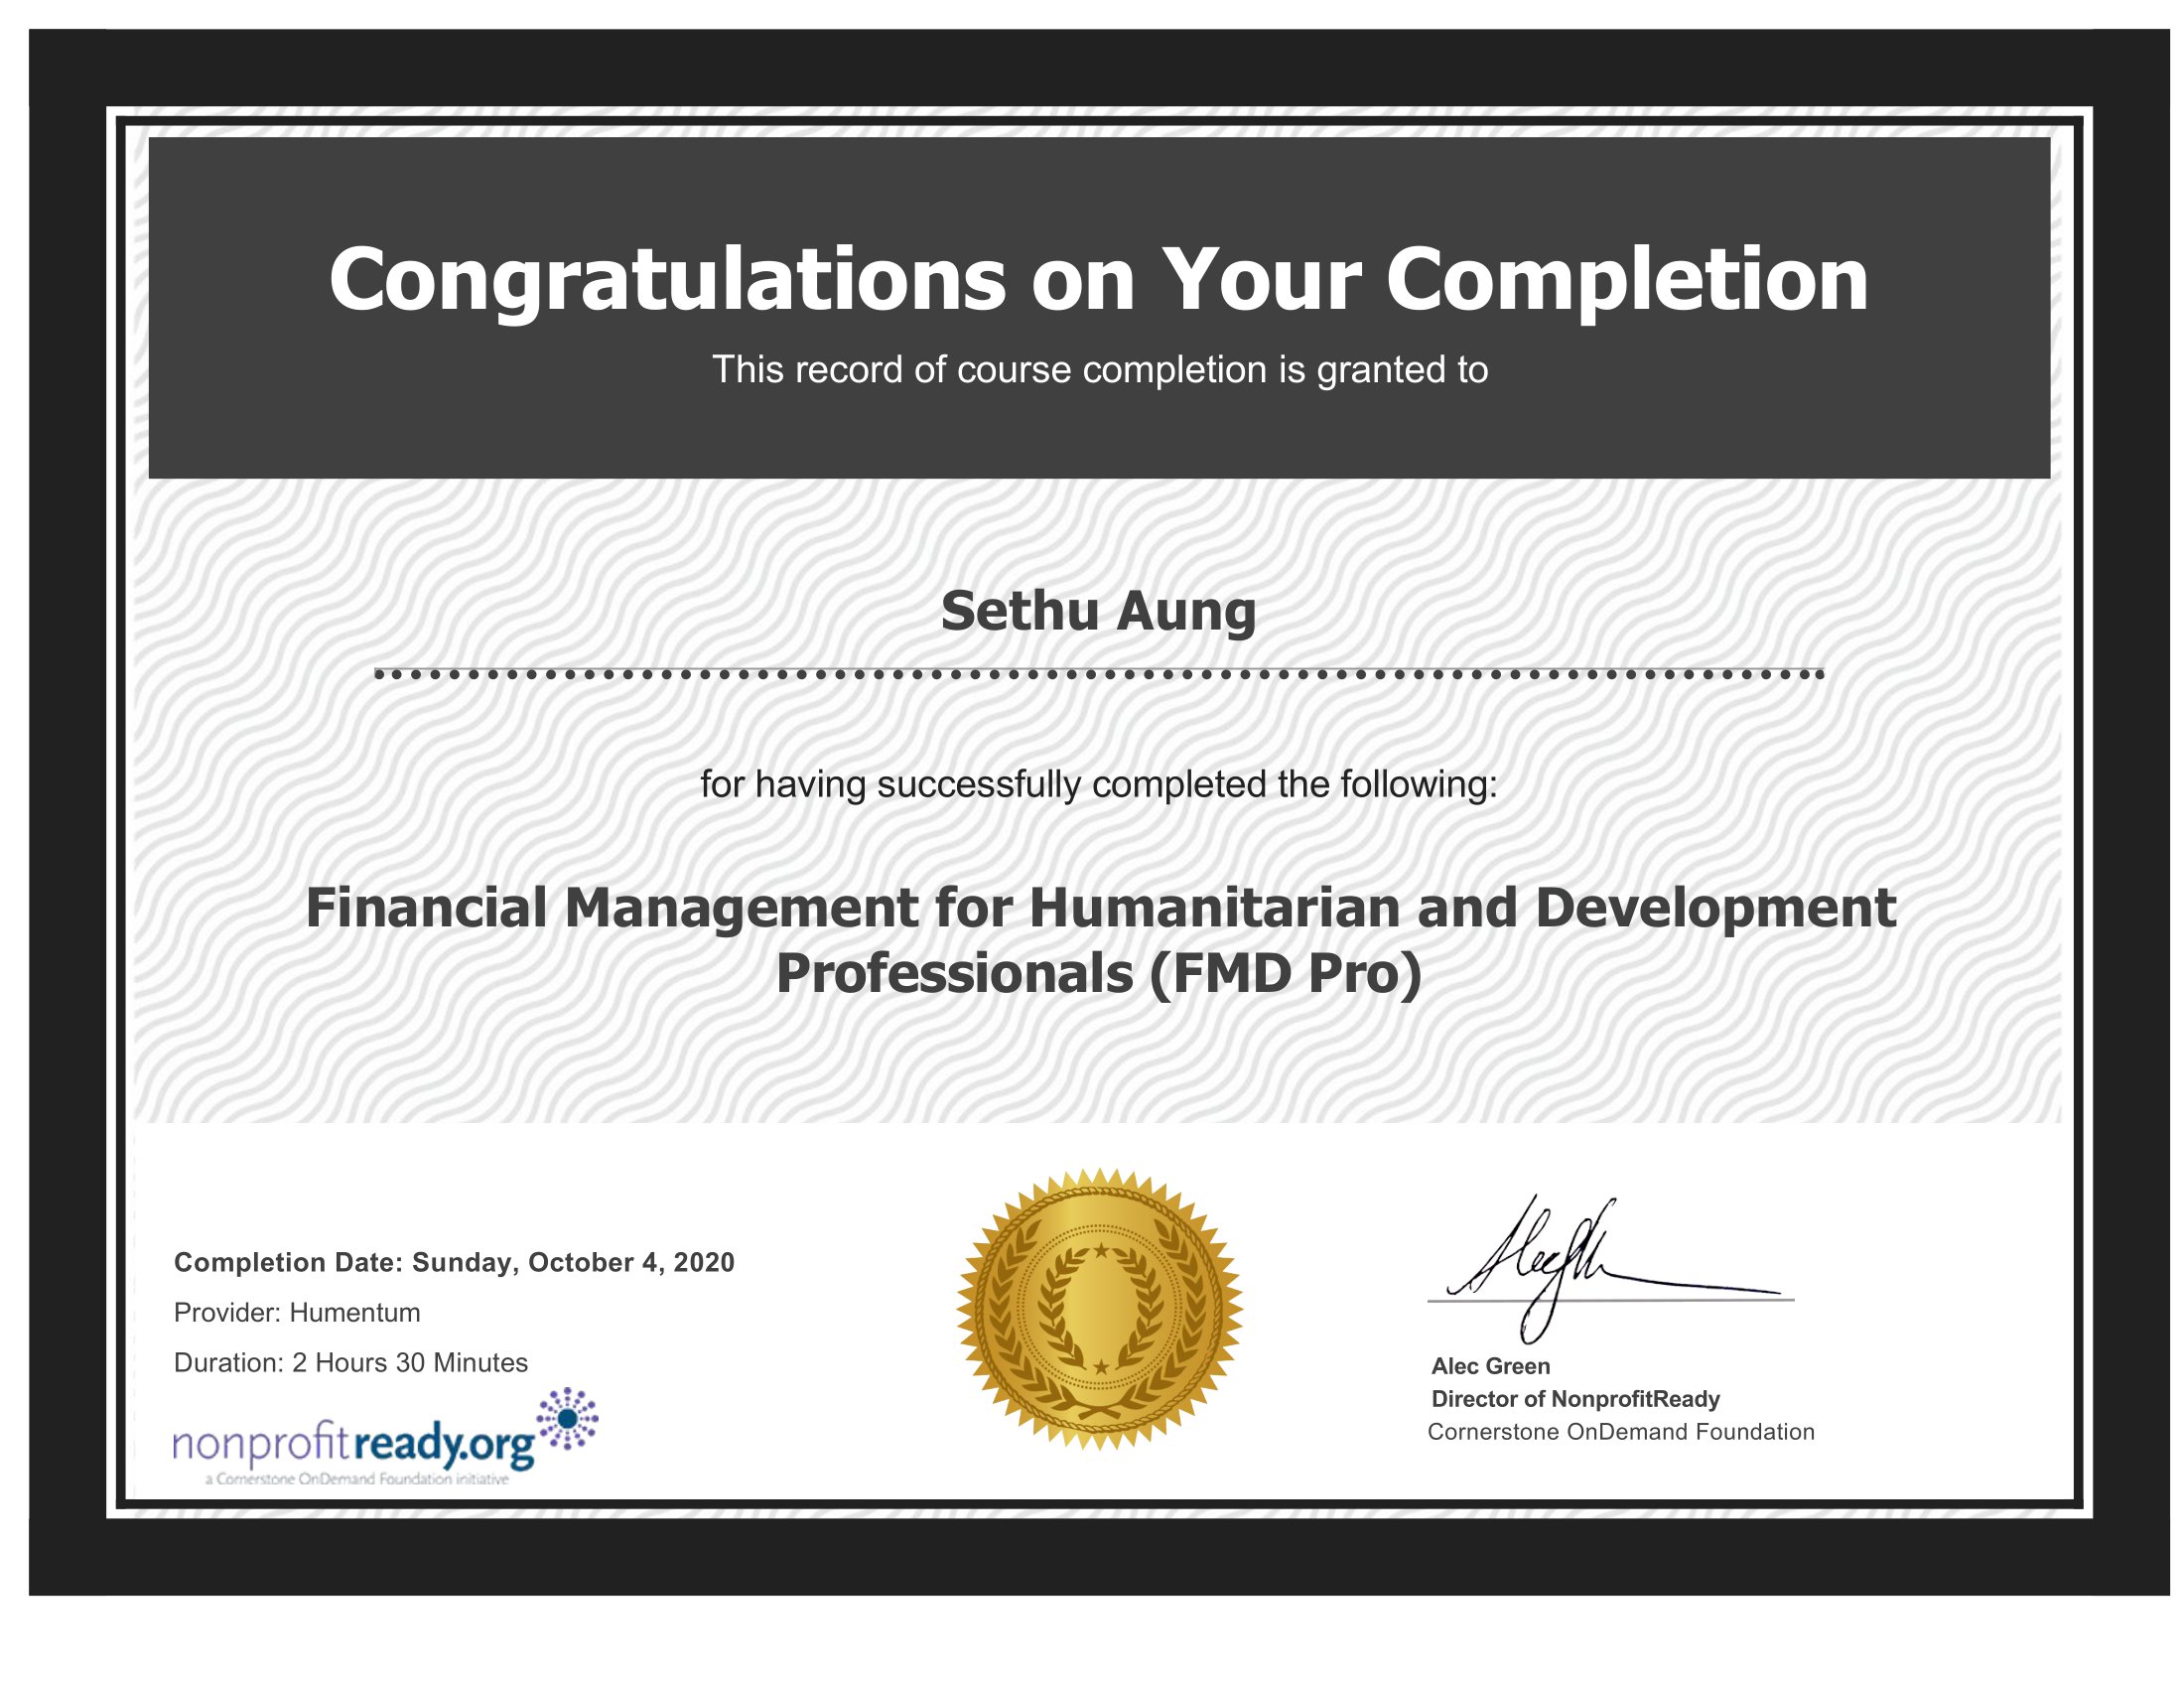 Congratulations on Your Completion
This record of course completion is granted to
Sethu Aung
for having successfully completed the following:
Financial Management for Humanitarian and Development
Professionals (FMD Pro)
Completion Date: Sunday, October 4, 2020
Provider: Humentum
Duration: 2 Hours 30 Minutes
nonprofitready.org
a Cornerstone OnDemand Foundation initiative
Alec Green
Director of NonprofitReady
Cornerstone OnDemand Foundation